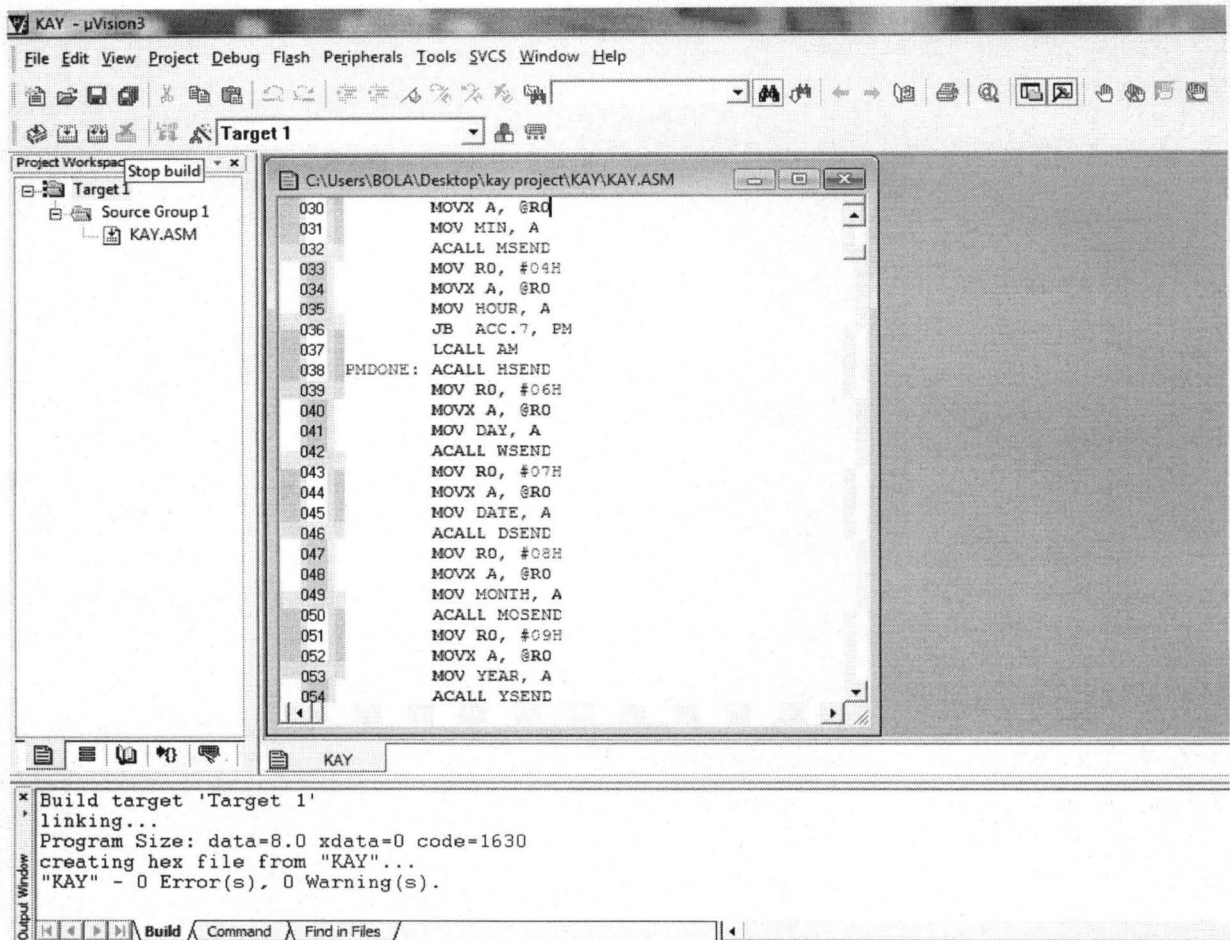 KAY - µVision3
File Edit View Project Debug Flash Peripherals Tools SVCS Window Help
Target 1
Project Workspac
Stop build
Target 1
Source Group 1
KAY.ASM
C:\Users\BOLA\Desktop\kay project\KAY\KAY.ASM
030 MOVX A, @R0
031 MOV MIN, A
032 ACALL MSEND
033 MOV R0, #04H
034 MOVX A, @R0
035 MOV HOUR, A
036 JB ACC.7, PM
037 LCALL AM
038 PMDONE: ACALL HSEND
039 MOV R0, #06H
040 MOVX A, @R0
041 MOV DAY, A
042 ACALL WSEND
043 MOV R0, #07H
044 MOVX A, @R0
045 MOV DATE, A
046 ACALL DSEND
047 MOV R0, #08H
048 MOVX A, @R0
049 MOV MONTH, A
050 ACALL MOSEND
051 MOV R0, #09H
052 MOVX A, @R0
053 MOV YEAR, A
054 ACALL YSEND
KAY
Build target 'Target 1'
linking...
Program Size: data=8.0 xdata=0 code=1630
creating hex file from "KAY"...
"KAY" - 0 Error(s), 0 Warning(s).
Output Window
Build Command Find in Files